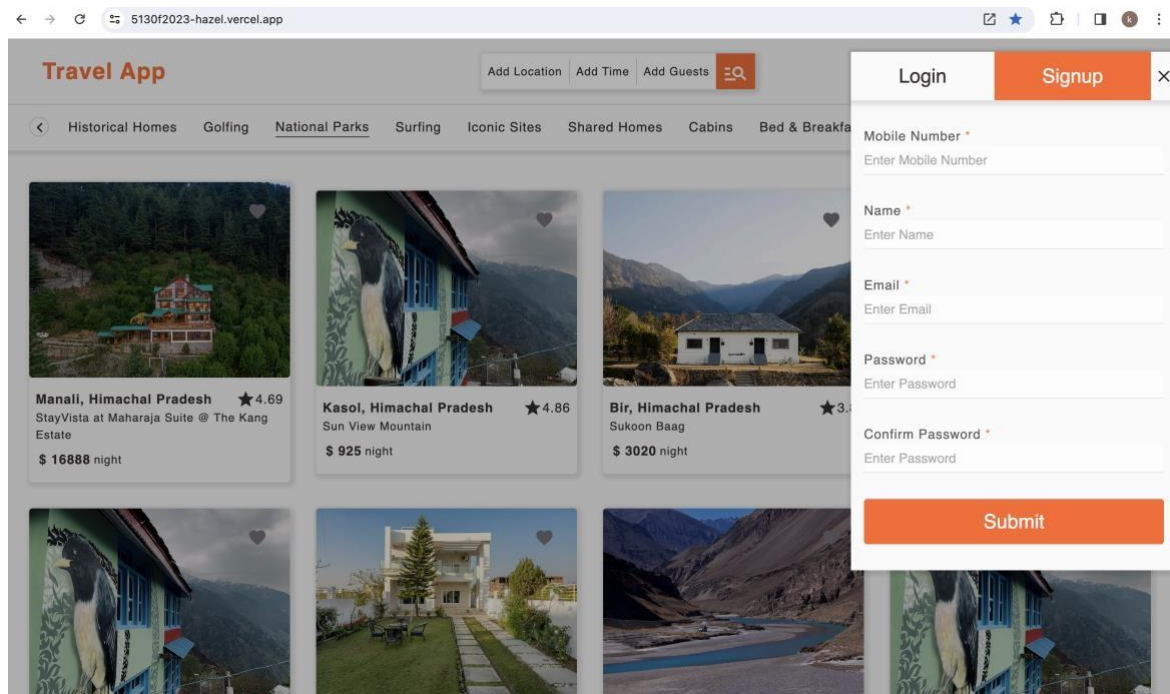 5130f2023-hazel.vercel.app
k
Travel App
Add Location Add Time Add Guests
Login Signup
Historical Homes Golfing National Parks Surfing Iconic Sites Shared Homes Cabins Bed & Breakfa
Mobile Number *
Enter Mobile Number
Name *
Enter Name
Email *
Enter Email
Password *
Enter Password
Confirm Password *
Enter Password
Submit
Manali, Himachal Pradesh 4.69
StayVista at Maharaja Suite @ The Kang
Estate
$ 16888 night
Kasol, Himachal Pradesh 4.86
Sun View Mountain
$ 925 night
Bir, Himachal Pradesh 3.
Sukoon Baag
$ 3020 night